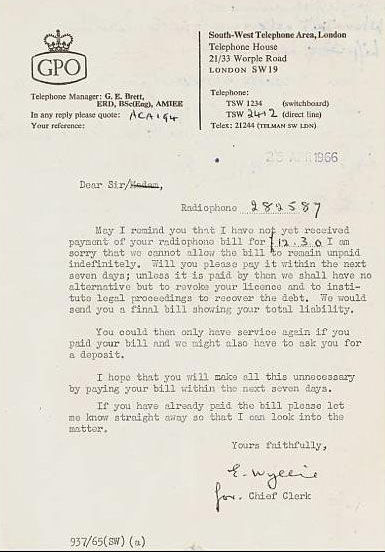 GPO
South-West Telephone Area, London
Telephone House
21/33 Worple Road
LONDON SW19
Telephone Manager: G. E. Brett,
ERD, BSc(Eng), AMIEE
In any reply please quote: ACA194
Your reference:
Telephone:
TSW 1234 (switchboard)
TSW 2412 (direct line)
Telex: 21244 (TELMAN SW LDN)
1966
Dear Sir/Madam,
Radiophone 282587
May I remind you that I have not yet received
payment of your radiophone bill for £12.3.0 I am
sorry that we cannot allow the bill to remain unpaid
indefinitely. Will you please pay it within the next
seven days; unless it is paid by then we shall have no
alternative but to revoke your licence and to insti-
tute legal proceedings to recover the debt. We would
send you a final bill showing your total liability.
You could then only have service again if you
paid your bill and we might also have to ask you for
a deposit.
I hope that you will make all this unnecessary
by paying your bill within the next seven days.
If you have already paid the bill please let
me know straight away so that I can look into the
matter.
Yours faithfully,
E. Wyllie
for. Chief Clerk
937/65(SW)(a)